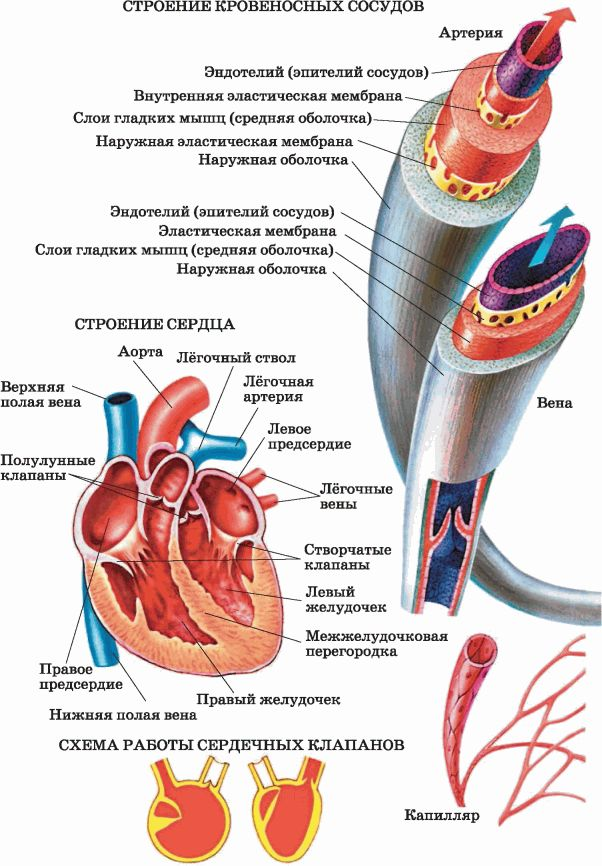 СТРОЕНИЕ КРОВЕНОСНЫХ СОСУДОВ
Артерия
Эндотелий (эпителий сосудов)
Внутренняя эластическая мембрана
Слои гладких мышц (средняя оболочка)
Наружная эластическая мембрана
Наружная оболочка
Эндотелий (эпителий сосудов)
Эластическая мембрана
Слои гладких мышц (средняя оболочка)
Наружная оболочка
Вена
СТРОЕНИЕ СЕРДЦА
Аорта
Лёгочный ствол
Верхняя
полая вена
Лёгочная
артерия
Левое
предсердие
Полулунные
клапаны
Лёгочные
вены
Створчатые
клапаны
Левый
желудочек
Межжелудочковая
перегородка
Правое
предсердие
Правый желудочек
Нижняя полая вена
СХЕМА РАБОТЫ СЕРДЕЧНЫХ КЛАПАНОВ
Капилляр